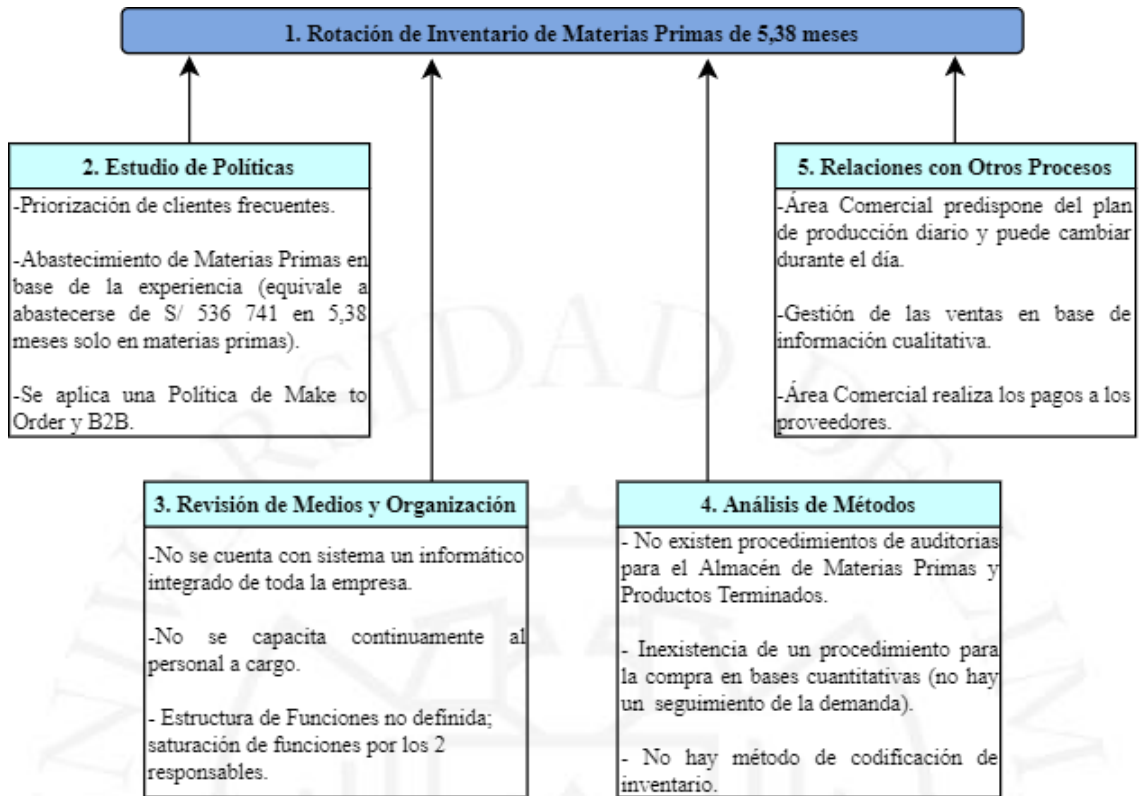 1. Rotación de Inventario de Materias Primas de 5,38 meses
2. Estudio de Políticas
-Priorización de clientes frecuentes.
-Abastecimiento de Materias Primas en
base de la experiencia (equivale a
abastecerse de S/ 536 741 en 5,38
meses solo en materias primas).
-Se aplica una Política de Make to
Order y B2B.
5. Relaciones con Otros Procesos
-Área Comercial predispone del plan
de producción diario y puede cambiar
durante el día.
-Gestión de las ventas en base de
información cualitativa.
-Área Comercial realiza los pagos a los
proveedores.
3. Revisión de Medios y Organización
-No se cuenta con sistema un informático
integrado de toda la empresa.
-No se capacita continuamente al
personal a cargo.
- Estructura de Funciones no definida;
saturación de funciones por los 2
responsables.
4. Análisis de Métodos
- No existen procedimientos de auditorias
para el Almacén de Materias Primas y
Productos Terminados.
- Inexistencia de un procedimiento para
la compra en bases cuantitativas (no hay
un seguimiento de la demanda).
- No hay método de codificación de
inventario.